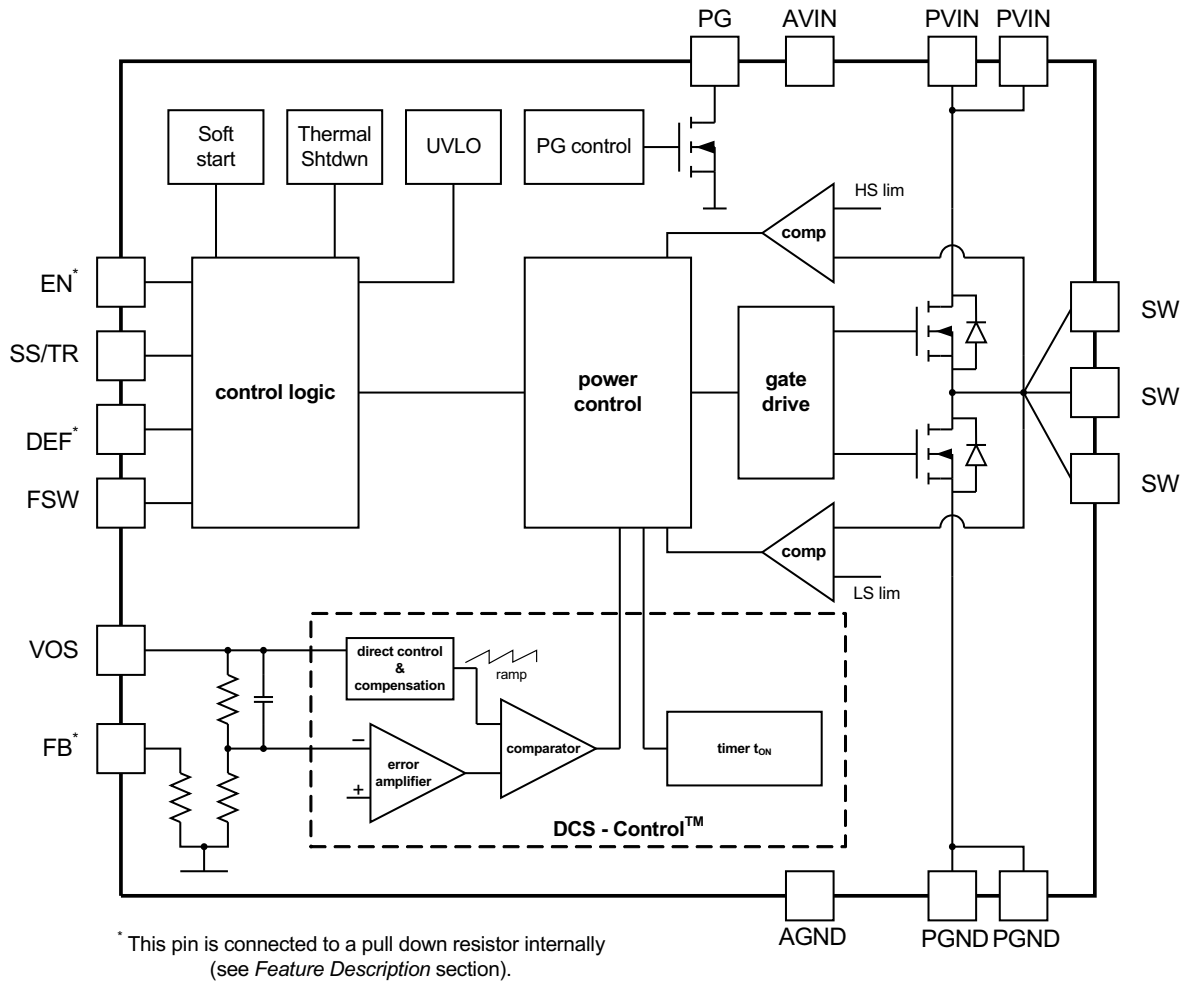 PG
AVIN
PVIN
PVIN
Soft
start
Thermal
Shtdwn
UVLO
PG control
HS lim
comp
EN*
SS/TR
DEF*
FSW
control logic
power
control
gate
drive
SW
SW
SW
comp
LS lim
VOS
FB*
direct control
&
compensation
ramp
−
error
amplifier
+
comparator
timer tON
DCS - Control™
AGND
PGND
PGND
* This pin is connected to a pull down resistor internally
(see Feature Description section).